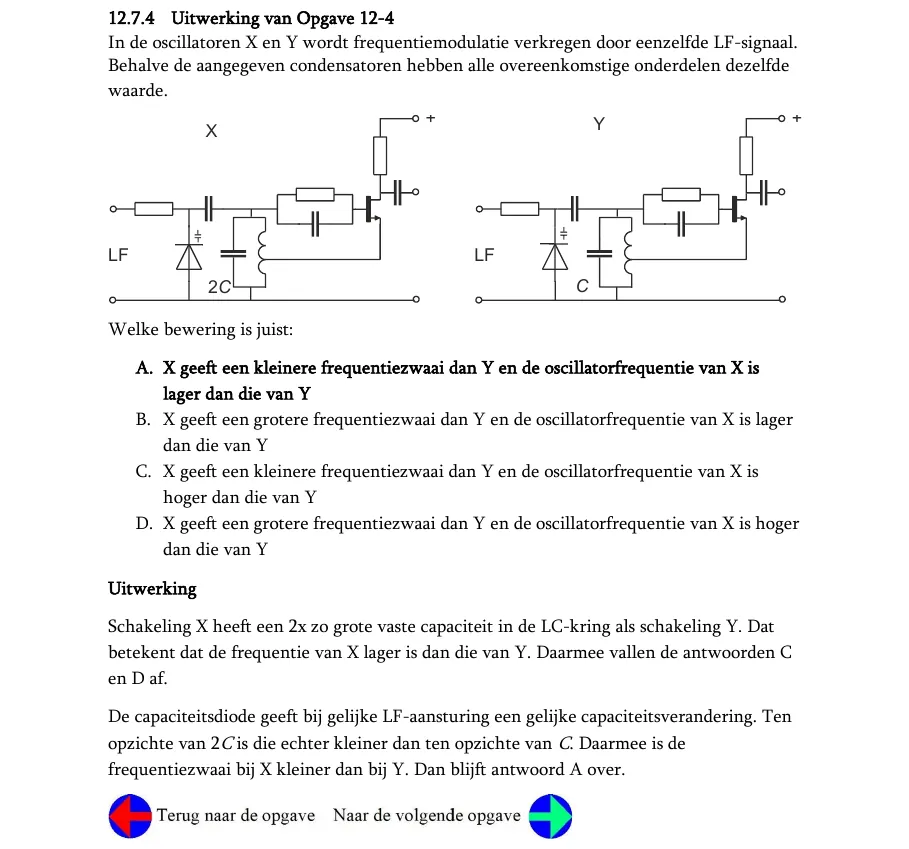 12.7.4 Uitwerking van Opgave 12-4
In de oscillatoren X en Y wordt frequentiemodulatie verkregen door eenzelfde LF-signaal.
Behalve de aangegeven condensatoren hebben alle overeenkomstige onderdelen dezelfde
waarde.
X
+
LF
2C
Y
+
LF
C
Welke bewering is juist:
A. X geeft een kleinere frequentiezwaai dan Y en de oscillatorfrequentie van X is
lager dan die van Y
B. X geeft een grotere frequentiezwaai dan Y en de oscillatorfrequentie van X is lager
dan die van Y
C. X geeft een kleinere frequentiezwaai dan Y en de oscillatorfrequentie van X is
hoger dan die van Y
D. X geeft een grotere frequentiezwaai dan Y en de oscillatorfrequentie van X is hoger
dan die van Y
Uitwerking
Schakeling X heeft een 2x zo grote vaste capaciteit in de LC-kring als schakeling Y. Dat
betekent dat de frequentie van X lager is dan die van Y. Daarmee vallen de antwoorden C
en D af.
De capaciteitsdiode geeft bij gelijke LF-aansturing een gelijke capaciteitsverandering. Ten
opzichte van 2C is die echter kleiner dan ten opzichte van C. Daarmee is de
frequentiezwaai bij X kleiner dan bij Y. Dan blijft antwoord A over.
Terug naar de opgave Naar de volgende opgave